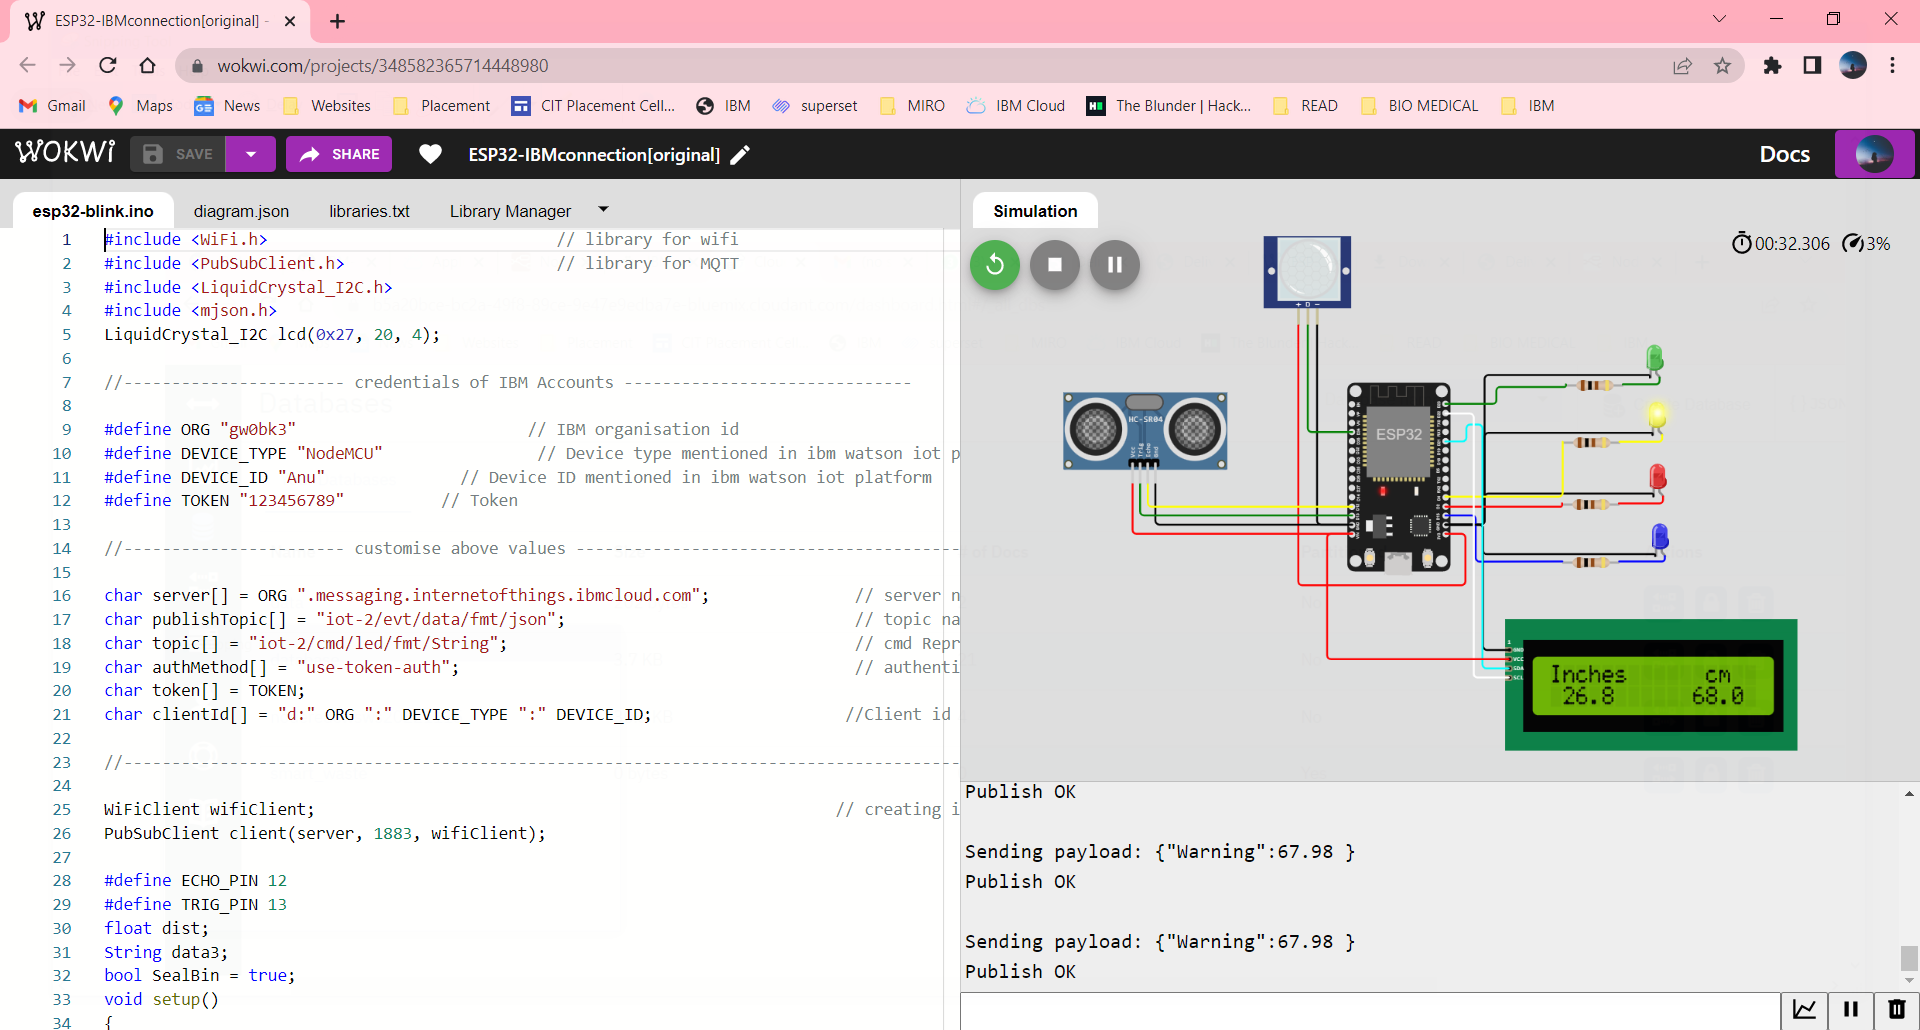 ESP32-IBMconnection[original] -
wokwi.com/projects/348582365714448980
Gmail Maps News Websites Placement CIT Placement Cell... IBM superset MIRO IBM Cloud The Blunder | Hack... READ BIO MEDICAL IBM
WOKWi SAVE SHARE ESP32-IBMconnection[original] Docs
esp32-blink.ino diagram.json libraries.txt Library Manager
1 #include <WiFi.h> // library for wifi
2 #include <PubSubClient.h> // library for MQTT
3 #include <LiquidCrystal_I2C.h>
4 #include <mjson.h>
5 LiquidCrystal_I2C lcd(0x27, 20, 4);
6
7 //----------------------- credentials of IBM Accounts ------------------------------
8
9 #define ORG "gw0bk3" // IBM organisation id
10 #define DEVICE_TYPE "NodeMCU" // Device type mentioned in ibm watson iot p
11 #define DEVICE_ID "Anu" // Device ID mentioned in ibm watson iot platform
12 #define TOKEN "123456789" // Token
13
14 //----------------------- customise above values ----------------------------------------
15
16 char server[] = ORG ".messaging.internetofthings.ibmcloud.com"; // server n
17 char publishTopic[] = "iot-2/evt/data/fmt/json"; // topic na
18 char topic[] = "iot-2/cmd/led/fmt/String"; // cmd Repr
19 char authMethod[] = "use-token-auth"; // authenti
20 char token[] = TOKEN;
21 char clientId[] = "d:" ORG ":" DEVICE_TYPE ":" DEVICE_ID; //Client id
22
23 //---------------------------------------------------------------------------------------
24
25 WiFiClient wifiClient; // creating i
26 PubSubClient client(server, 1883, wifiClient);
27
28 #define ECHO_PIN 12
29 #define TRIG_PIN 13
30 float dist;
31 String data3;
32 bool SealBin = true;
33 void setup()
34 {
Simulation
00:32.306 3%
+ D -
HC-SR04
Vcc Trig Echo Gnd
ESP32
1
GND
VCC
SDA
SCL
Inches cm
26.8 68.0
Publish OK
Sending payload: {"Warning":67.98 }
Publish OK
Sending payload: {"Warning":67.98 }
Publish OK